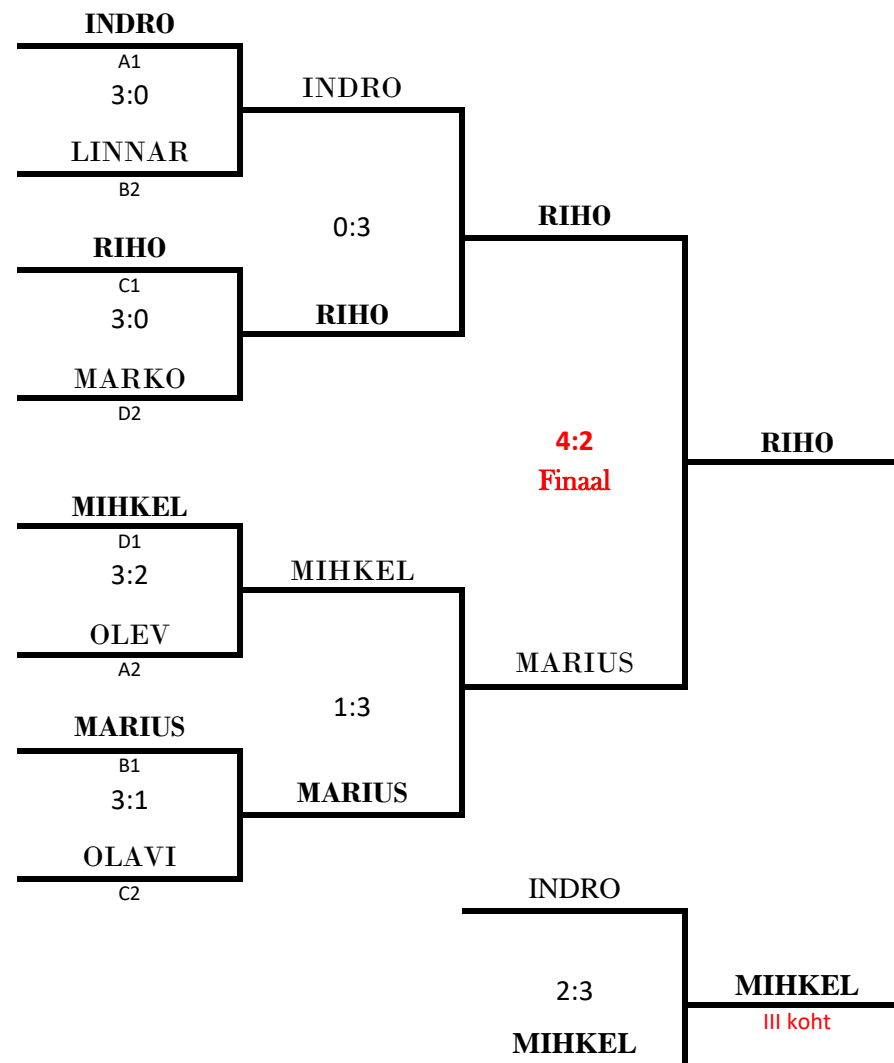 INDRO
A1
3:0
INDRO
LINNAR
B2
0:3
RIHO
RIHO
C1
3:0
RIHO
MARKO
D2
4:2
Finaal
RIHO
MIHKEL
D1
3:2
MIHKEL
OLEV
A2
MARIUS
1:3
MARIUS
B1
3:1
MARIUS
OLAVI
C2
INDRO
2:3
MIHKEL
III koht
MIHKEL